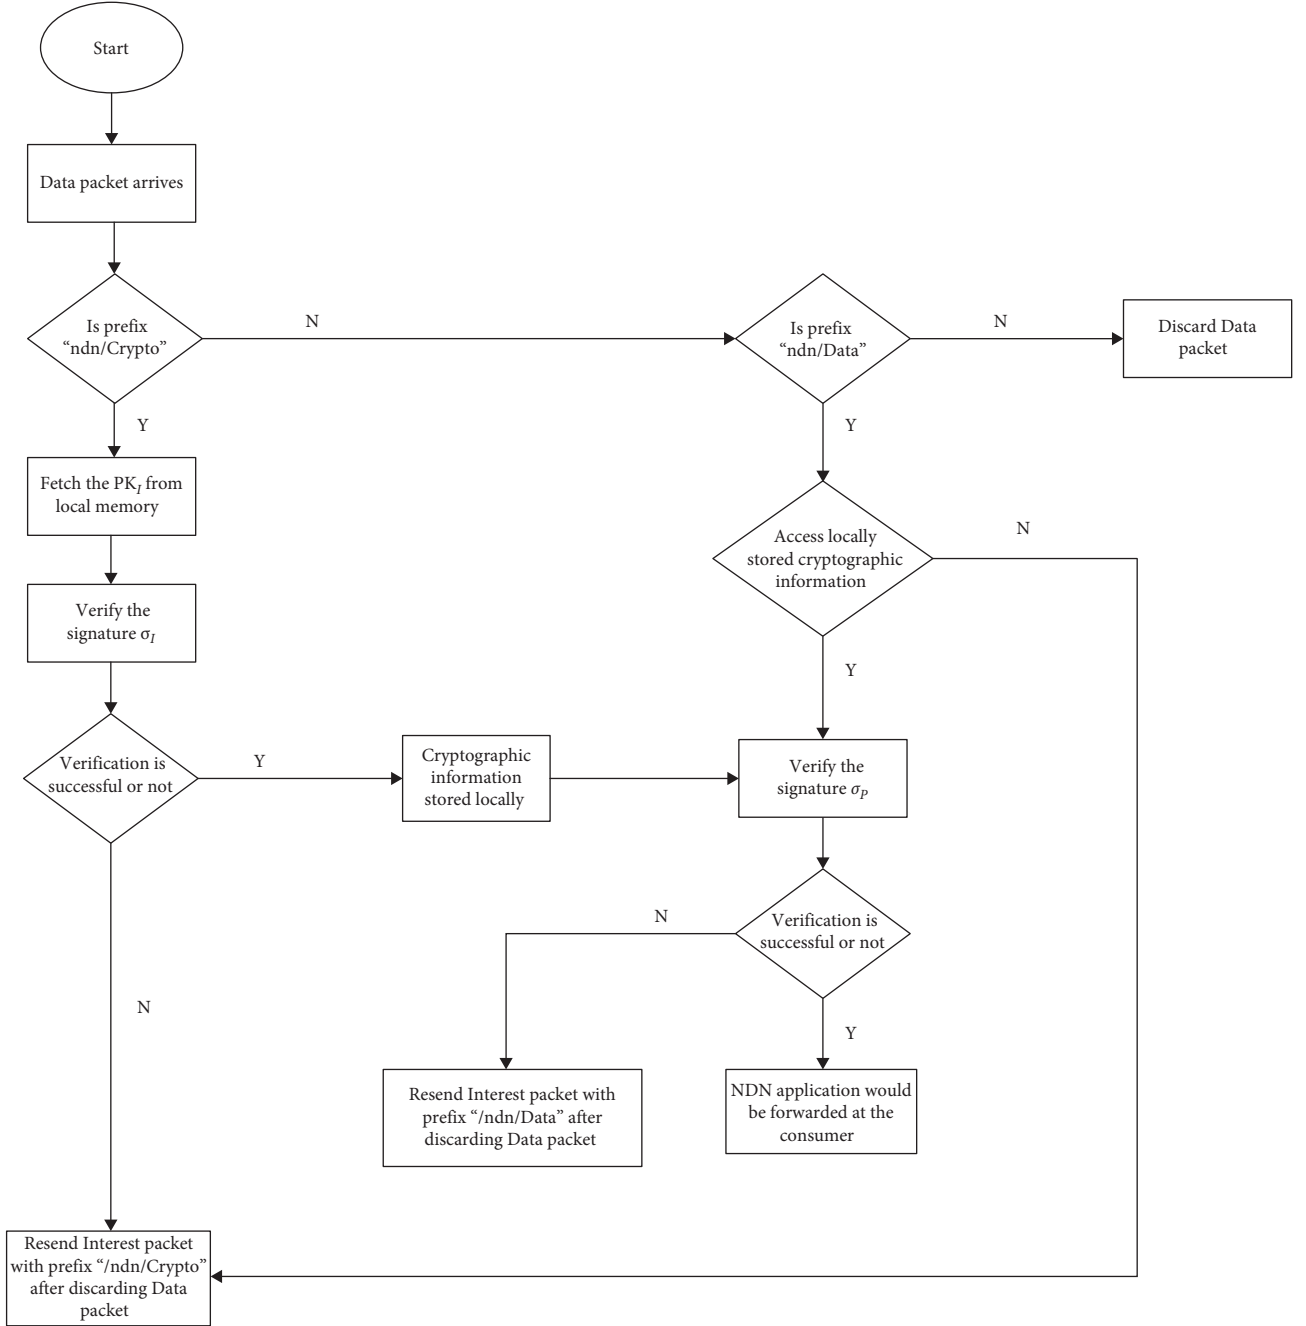 Start
Data packet arrives
Is prefix
“ndn/Crypto”
N
Is prefix
“ndn/Data”
N
Discard Data
packet
Y
Y
Fetch the PKI from
local memory
Access locally
stored cryptographic
information
N
Verify the
signature σI
Y
Verification is
successful or not
Y
Cryptographic
information
stored locally
Verify the
signature σP
N
Verification is
successful or not
N
Y
Resend Interest packet with
prefix “/ndn/Data” after
discarding Data packet
NDN application would
be forwarded at the
consumer
Resend Interest packet
with prefix “/ndn/Crypto”
after discarding Data
packet